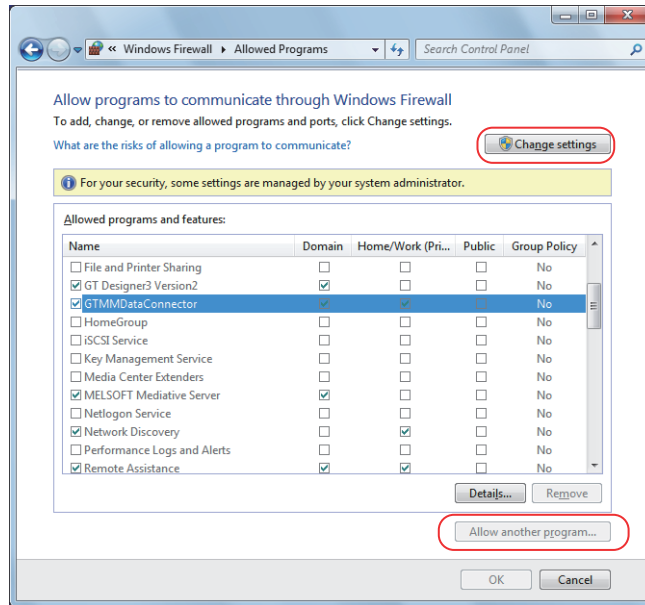 « Windows Firewall ▸ Allowed Programs Search Control Panel
Allow programs to communicate through Windows Firewall
To add, change, or remove allowed programs and ports, click Change settings.
What are the risks of allowing a program to communicate?
Change settings
For your security, some settings are managed by your system administrator.
Allowed programs and features:
Name Domain Home/Work (Pri... Public Group Policy
File and Printer Sharing No
GT Designer3 Version2 No
GTMMDataConnector No
HomeGroup No
iSCSI Service No
Key Management Service No
Media Center Extenders No
MELSOFT Mediative Server No
Netlogon Service No
Network Discovery No
Performance Logs and Alerts No
Remote Assistance No
Details... Remove
Allow another program...
OK Cancel